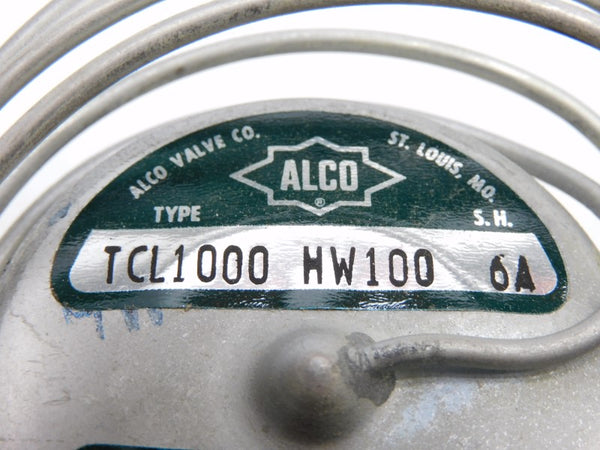 ALCO VALVE CO. ST. LOUIS, MO.
ALCO
®
TYPE S.H.
TCL1000 HW100 6A